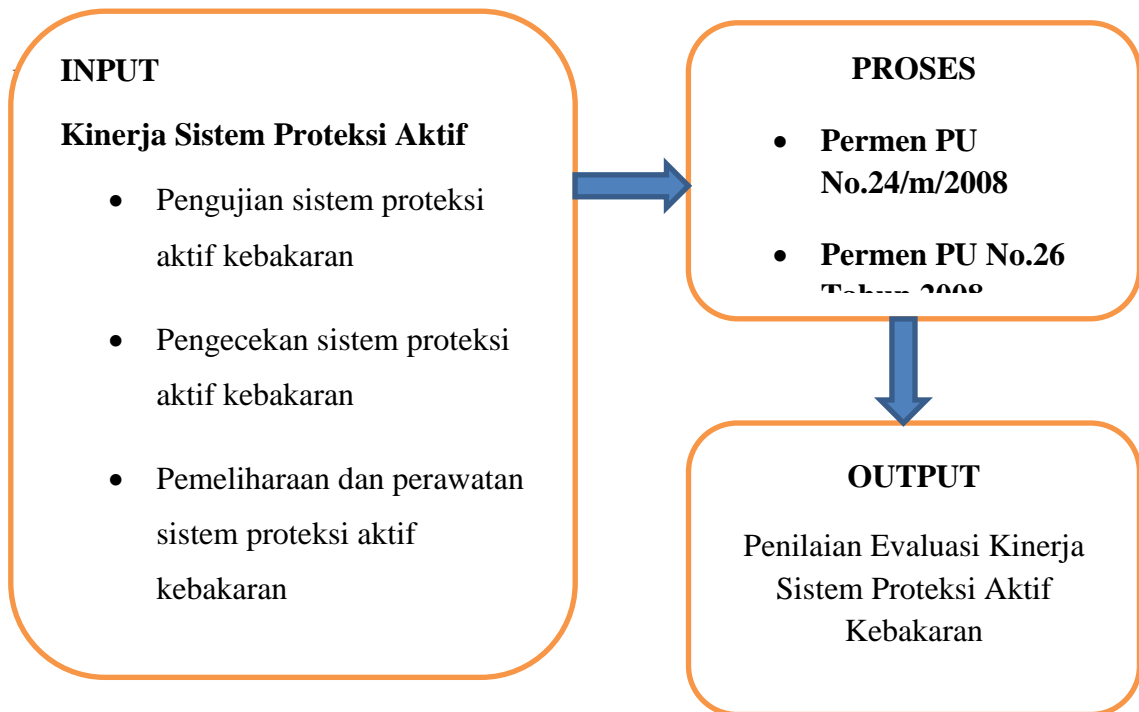 INPUT
Kinerja Sistem Proteksi Aktif
• Pengujian sistem proteksi
aktif kebakaran
• Pengecekan sistem proteksi
aktif kebakaran
• Pemeliharaan dan perawatan
sistem proteksi aktif
kebakaran
PROSES
• Permen PU
No.24/m/2008
• Permen PU No.26
Tahun 2008
OUTPUT
Penilaian Evaluasi Kinerja
Sistem Proteksi Aktif
Kebakaran